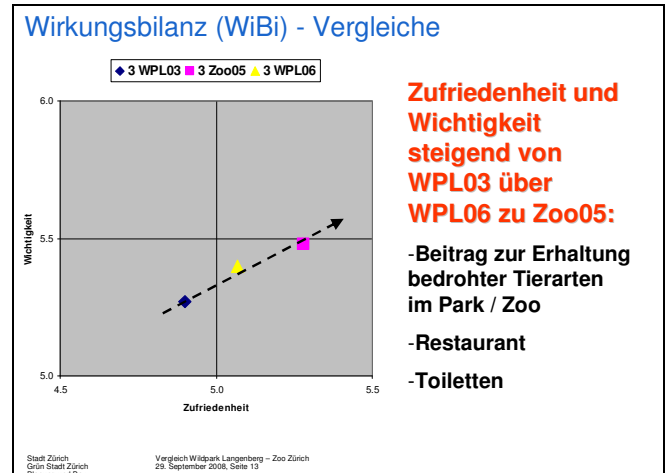 Wirkungsbilanz (WiBi) - Vergleiche
3 WPL03 3 Zoo05 3 WPL06
6.0
5.5
5.0
Wichtigkeit
4.5 5.0 5.5
Zufriedenheit
Zufriedenheit und
Wichtigkeit
steigend von
WPL03 über
WPL06 zu Zoo05:
-Beitrag zur Erhaltung
bedrohter Tierarten
im Park / Zoo
-Restaurant
-Toiletten
Stadt Zürich
Grün Stadt Zürich
Vergleich Wildpark Langenberg – Zoo Zürich
29. September 2008, Seite 13